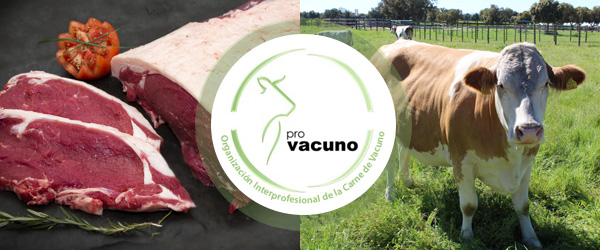 pro
vacuno
Organización Interprofesional de la Carne de Vacuno